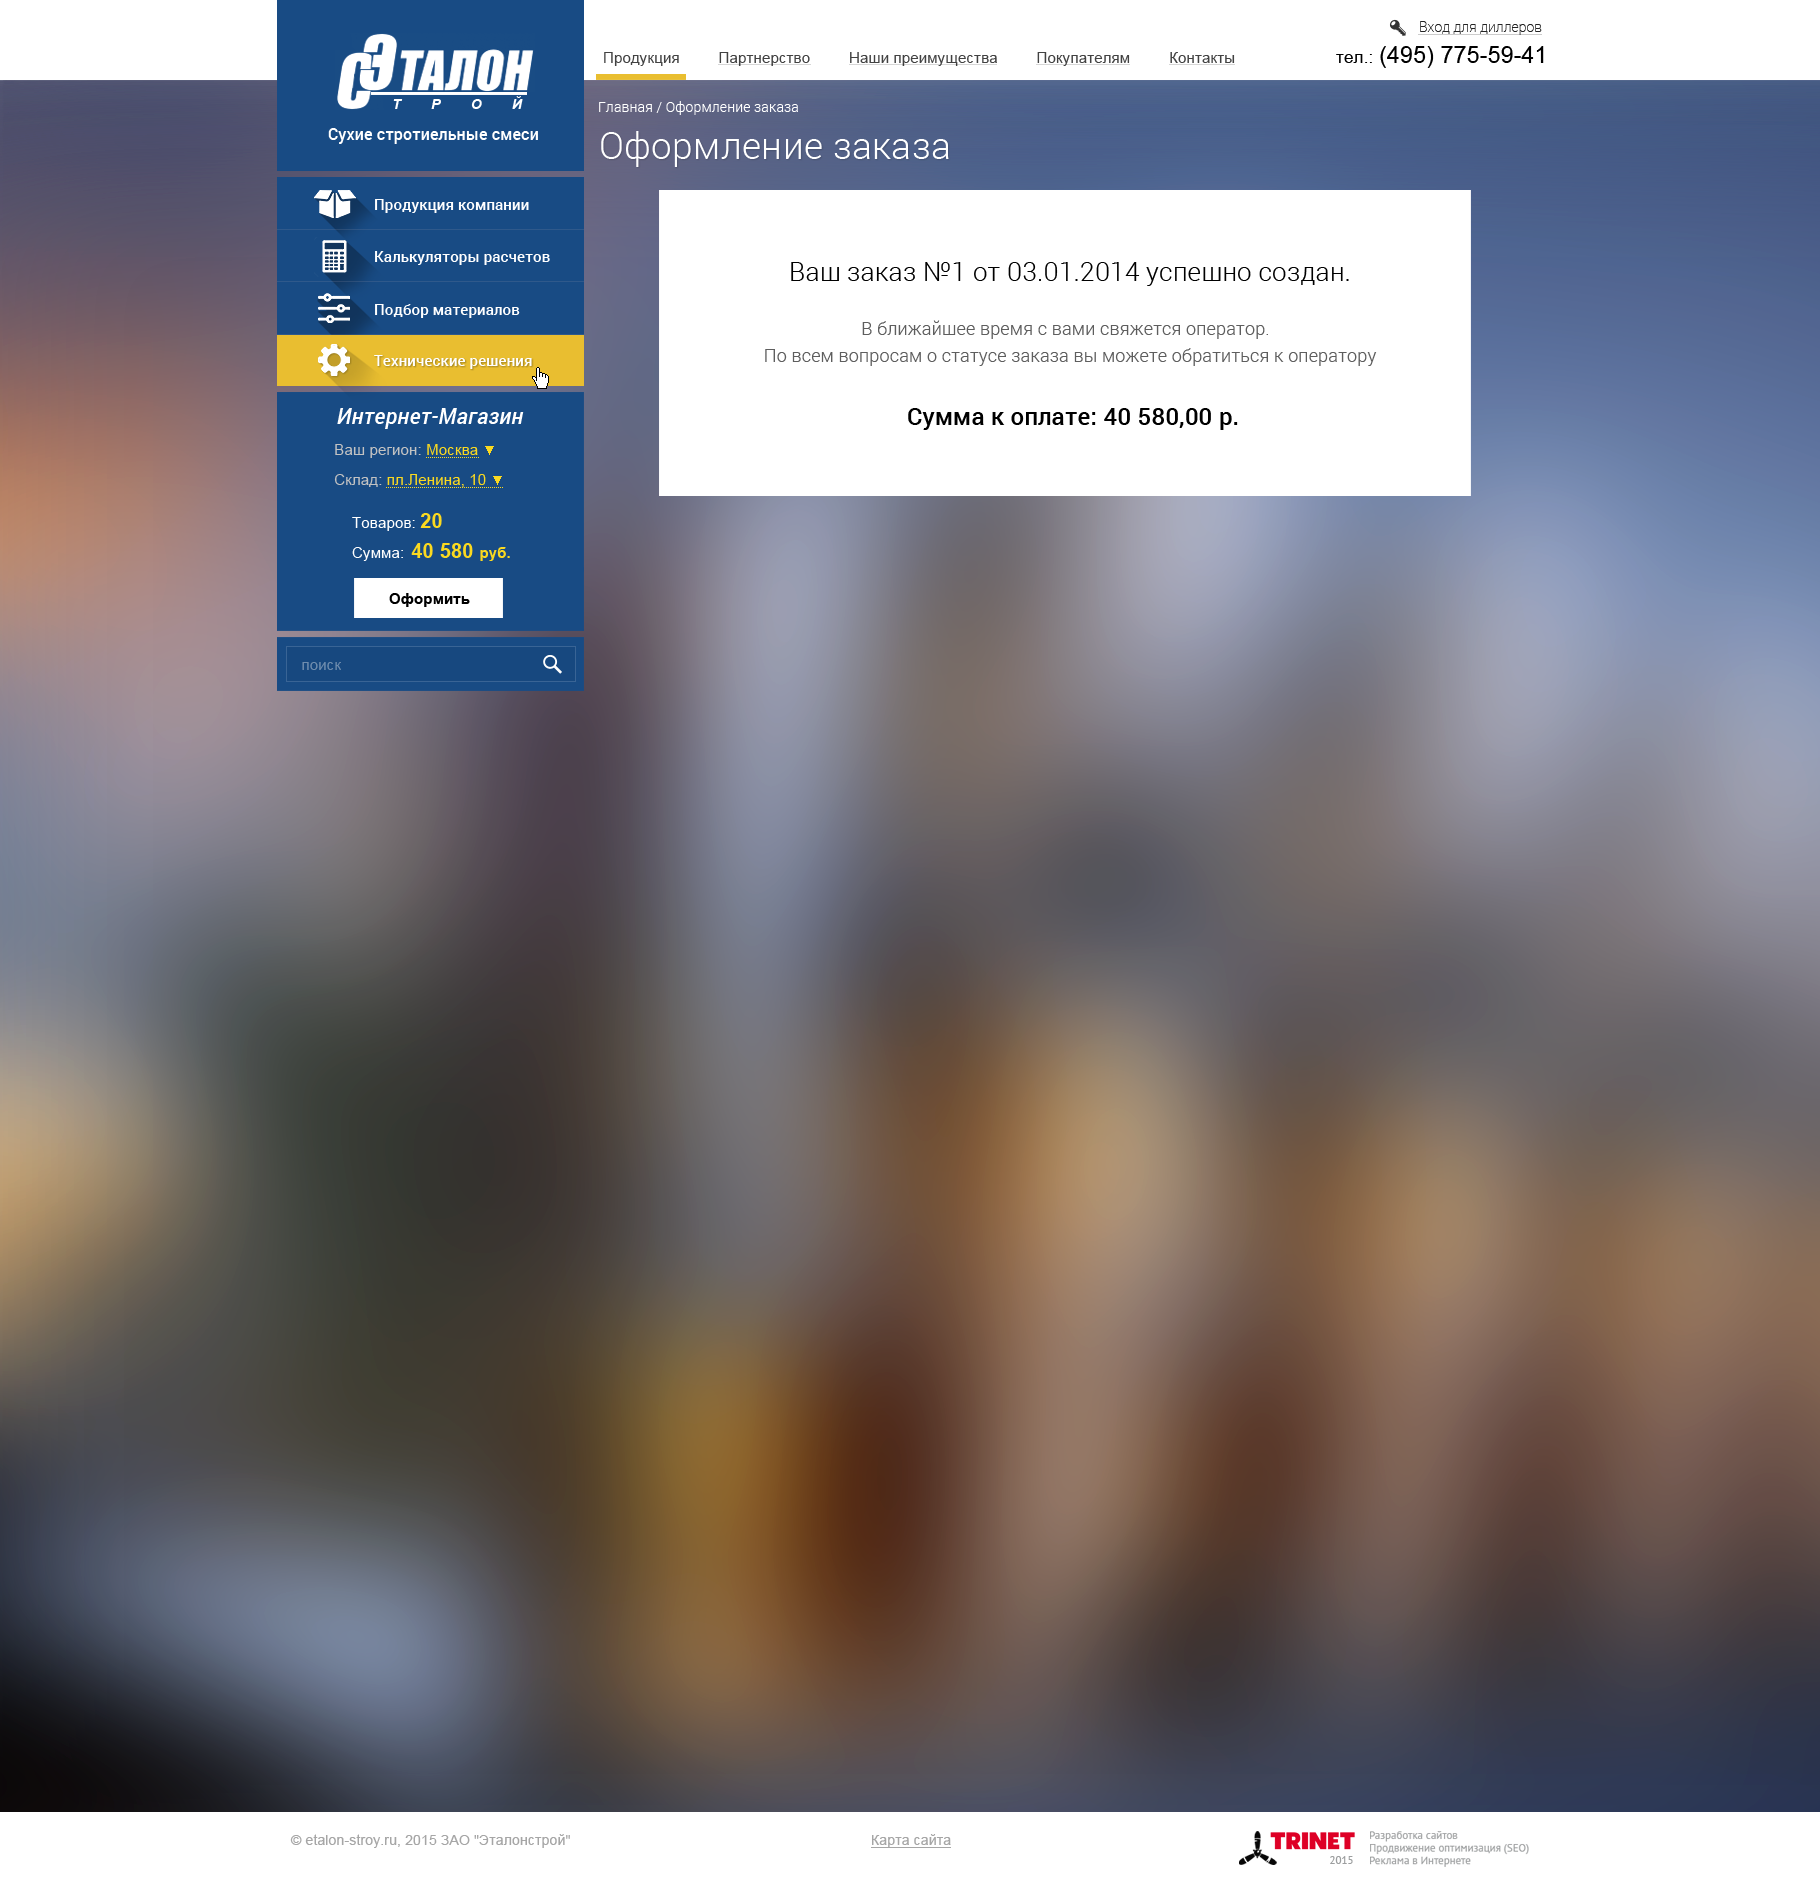 Вход для диллеров
Продукция Партнерство Наши преимущества Покупателям Контакты
тел.: (495) 775-59-41
СЭТАЛОН
ТРОЙ
Сухие стротиельные смеси
Главная / Оформление заказа
Оформление заказа
Продукция компании
Калькуляторы расчетов
Подбор материалов
Технические решения
Интернет-Магазин
Ваш регион: Москва ▼
Склад: пл.Ленина, 10 ▼
Товаров: 20
Сумма: 40 580 руб.
Оформить
поиск
Ваш заказ №1 от 03.01.2014 успешно создан.
В ближайшее время с вами свяжется оператор.
По всем вопросам о статусе заказа вы можете обратиться к оператору
Сумма к оплате: 40 580,00 р.
© etalon-stroy.ru, 2015 ЗАО "Эталонстрой"
Карта сайта
TRINET
2015
Разработка сайтов
Продвижение оптимизация (SEO)
Реклама в Интернете